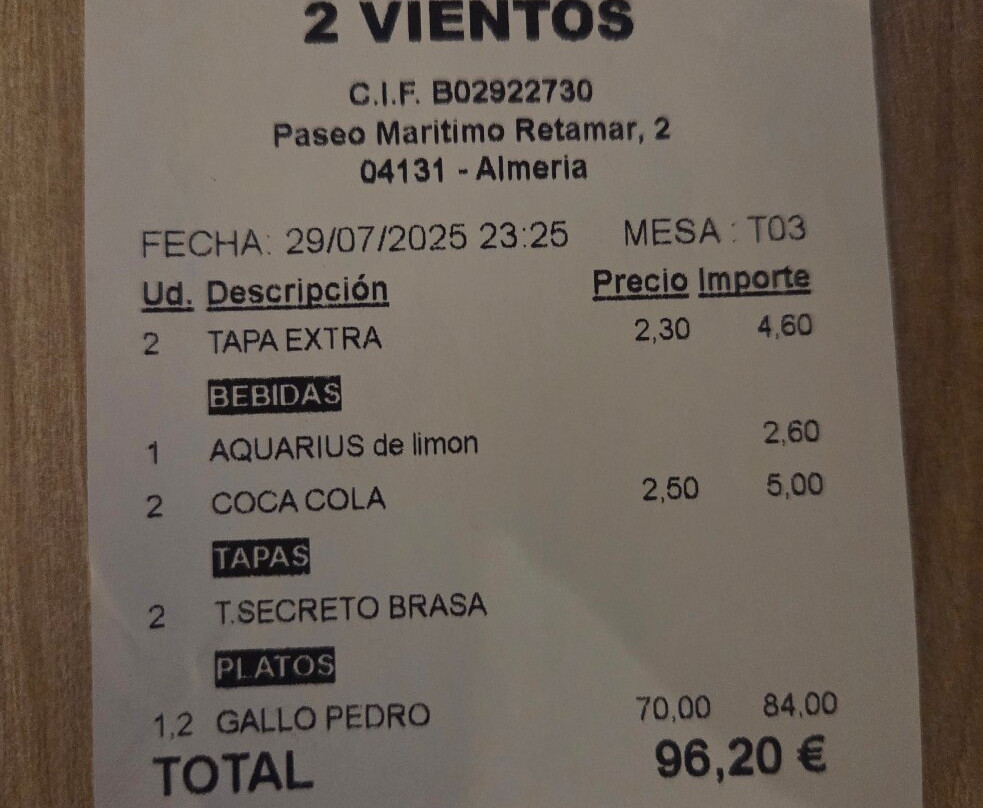 2 VIENTOS
C.I.F. B02922730
Paseo Maritimo Retamar, 2
04131 - Almeria
FECHA: 29/07/2025 23:25 MESA : T03
Ud. Descripción Precio Importe
2 TAPA EXTRA 2,30 4,60
BEBIDAS
1 AQUARIUS de limon 2,60
2 COCA COLA 2,50 5,00
TAPAS
2 T.SECRETO BRASA
PLATOS
1,2 GALLO PEDRO 70,00 84,00
TOTAL 96,20 €